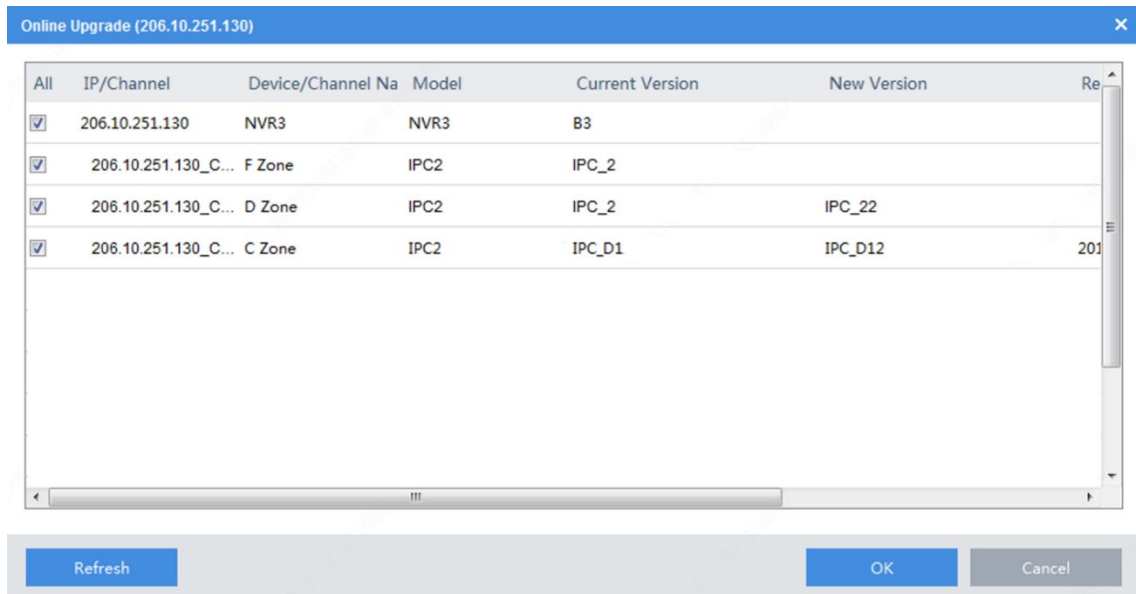 Online Upgrade (206.10.251.130)
All IP/Channel Device/Channel Na Model Current Version New Version Re
206.10.251.130 NVR3 NVR3 B3
206.10.251.130_C... F Zone IPC2 IPC_2
206.10.251.130_C... D Zone IPC2 IPC_2 IPC_22
206.10.251.130_C... C Zone IPC2 IPC_D1 IPC_D12 201
Refresh OK Cancel